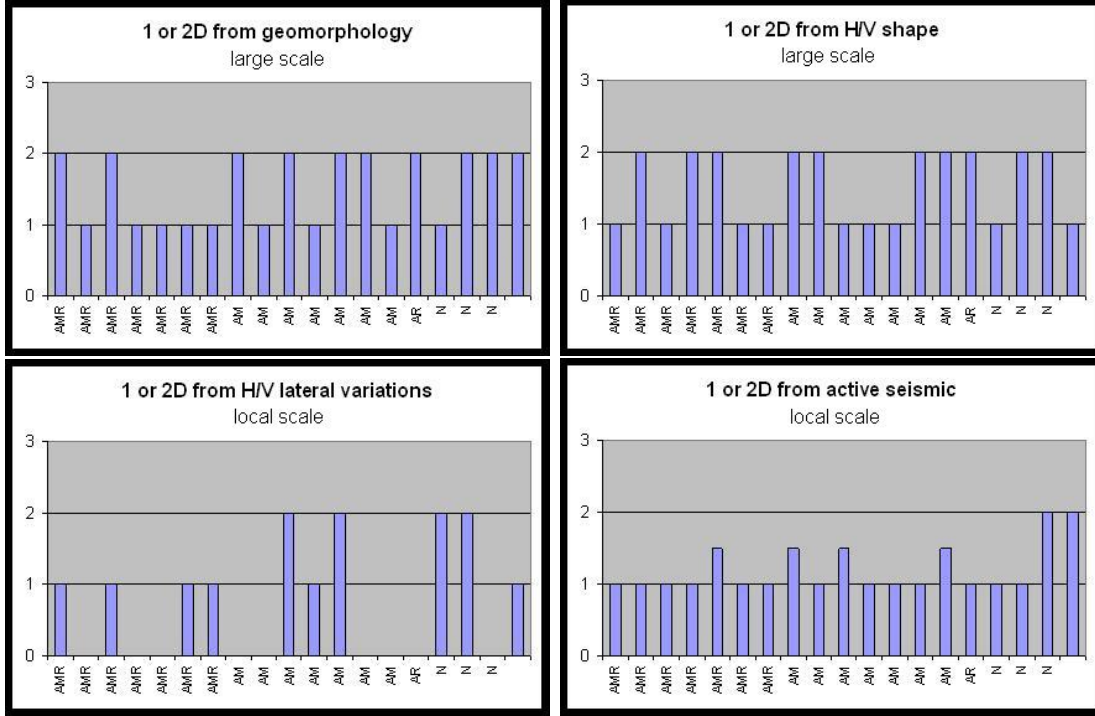 1 or 2D from geomorphology
large scale
3
2
1
0
AMR AMR AMR AMR AMR AMR AMR AM AM AM AM AM AM AM AR N N N
1 or 2D from H/V shape
large scale
3
2
1
0
AMR AMR AMR AMR AMR AMR AMR AM AM AM AM AM AM AM AR N N N
1 or 2D from H/V lateral variations
local scale
3
2
1
0
AMR AMR AMR AMR AMR AMR AMR AM AM AM AM AM AM AM AR N N N
1 or 2D from active seismic
local scale
3
2
1
0
AMR AMR AMR AMR AMR AMR AMR AM AM AM AM AM AM AM AR N N N